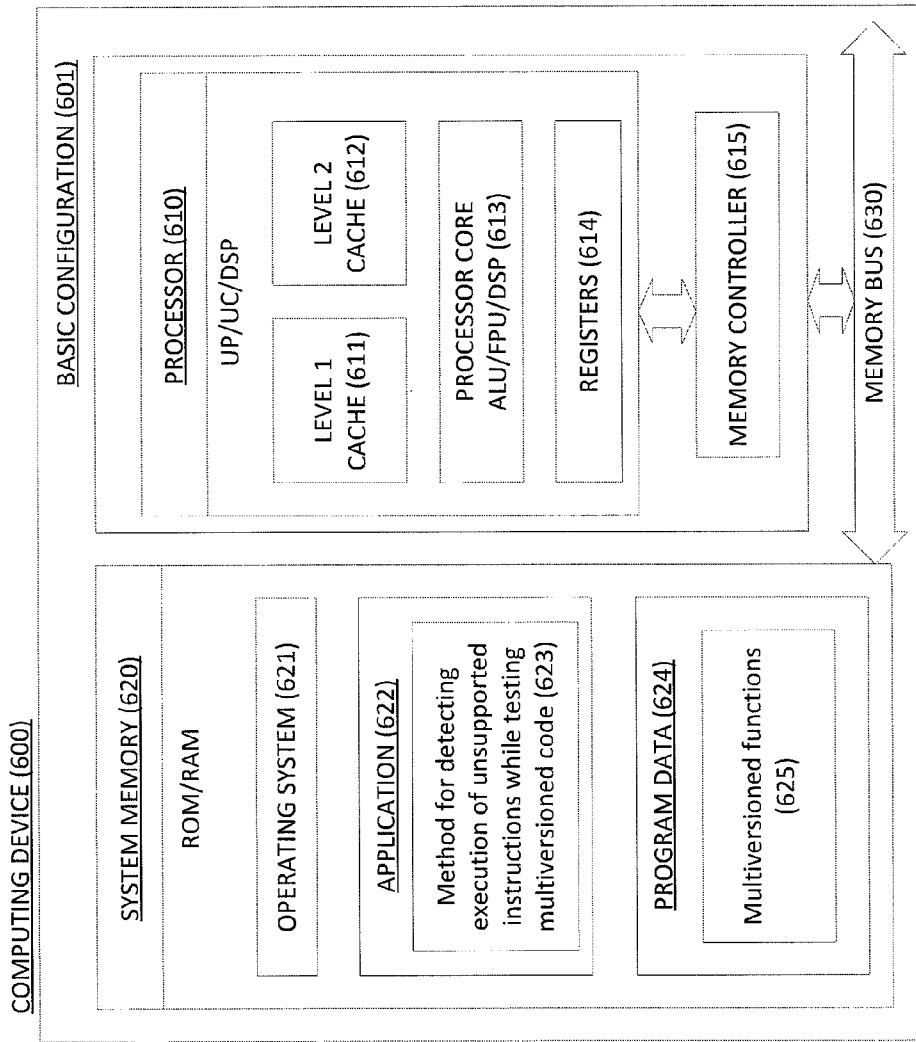 COMPUTING DEVICE (600)
SYSTEM MEMORY (620)
ROM/RAM
OPERATING SYSTEM (621)
APPLICATION (622)
Method for detecting
execution of unsupported
instructions while testing
multiversioned code (623)
PROGRAM DATA (624)
Multiversioned functions
(625)
BASIC CONFIGURATION (601)
PROCESSOR (610)
UP/UC/DSP
LEVEL 1
CACHE (611)
LEVEL 2
CACHE (612)
PROCESSOR CORE
ALU/FPU/DSP (613)
REGISTERS (614)
MEMORY CONTROLLER (615)
MEMORY BUS (630)